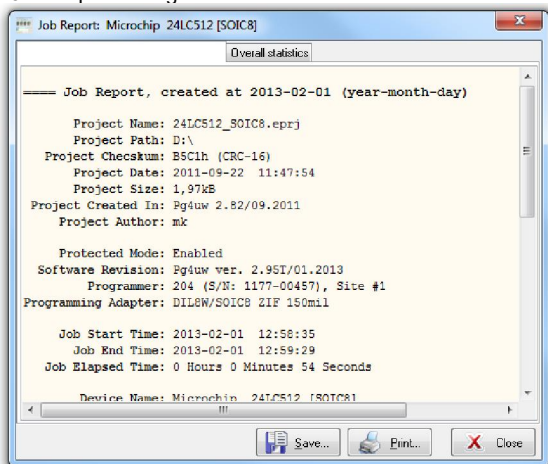 Job Report: Microchip 24LC512 [SOIC8]
Overall statistics
==== Job Report, created at 2013-02-01 (year-month-day)
Project Name: 24LC512_SOIC8.eprj
Project Path: D:\
Project Checskum: B5C1h (CRC-16)
Project Date: 2011-09-22 11:47:54
Project Size: 1,97kB
Project Created In: Pg4uw 2.82/09.2011
Project Author: mk
Protected Mode: Enabled
Software Revision: Pg4uw ver. 2.95T/01.2013
Programmer: 204 (S/N: 1177-00457), Site #1
Programming Adapter: DIL8W/SOIC8 ZIF 150mil
Job Start Time: 2013-02-01 12:58:35
Job End Time: 2013-02-01 12:59:29
Job Elapsed Time: 0 Hours 0 Minutes 54 Seconds
Device Name: Microchip 24LC512 [SOIC8]
Save... Print... Close